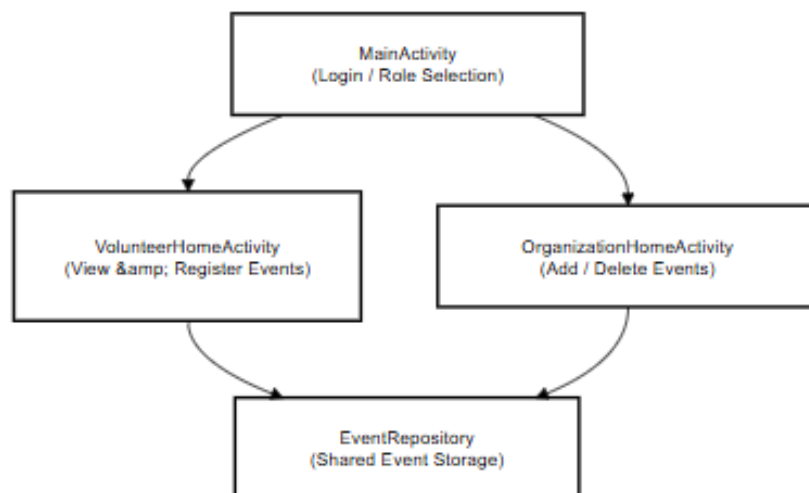 MainActivity
(Login / Role Selection)
VolunteerHomeActivity
(View &amp; Register Events)
OrganizationHomeActivity
(Add / Delete Events)
EventRepository
(Shared Event Storage)